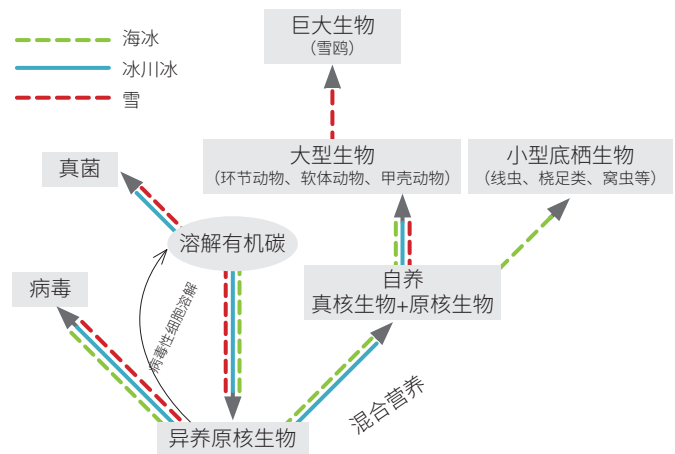 海冰
冰川冰
雪
巨大生物
（雪鸥）
大型生物
（环节动物、软体动物、甲壳动物）
小型底栖生物
（线虫、桡足类、窝虫等）
真菌
溶解有机碳
病毒
自养
真核生物+原核生物
病毒性细胞溶解
混合营养
异养原核生物